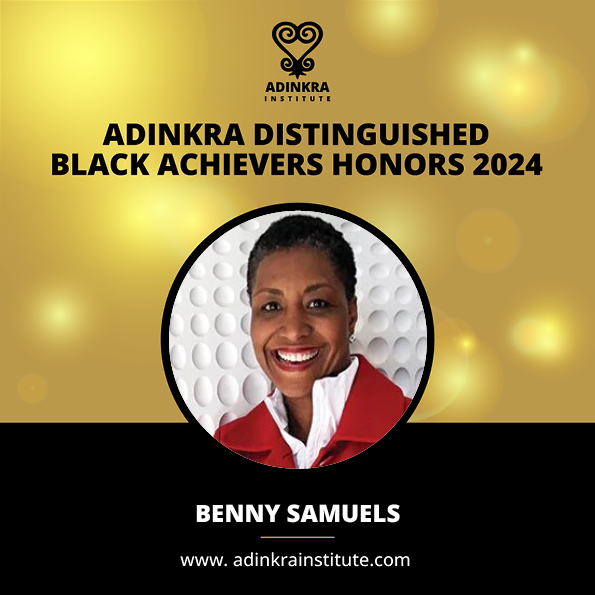 ADINKRA
INSTITUTE
ADINKRA DISTINGUISHED
BLACK ACHIEVERS HONORS 2024
BENNY SAMUELS
www. adinkrainstitute.com